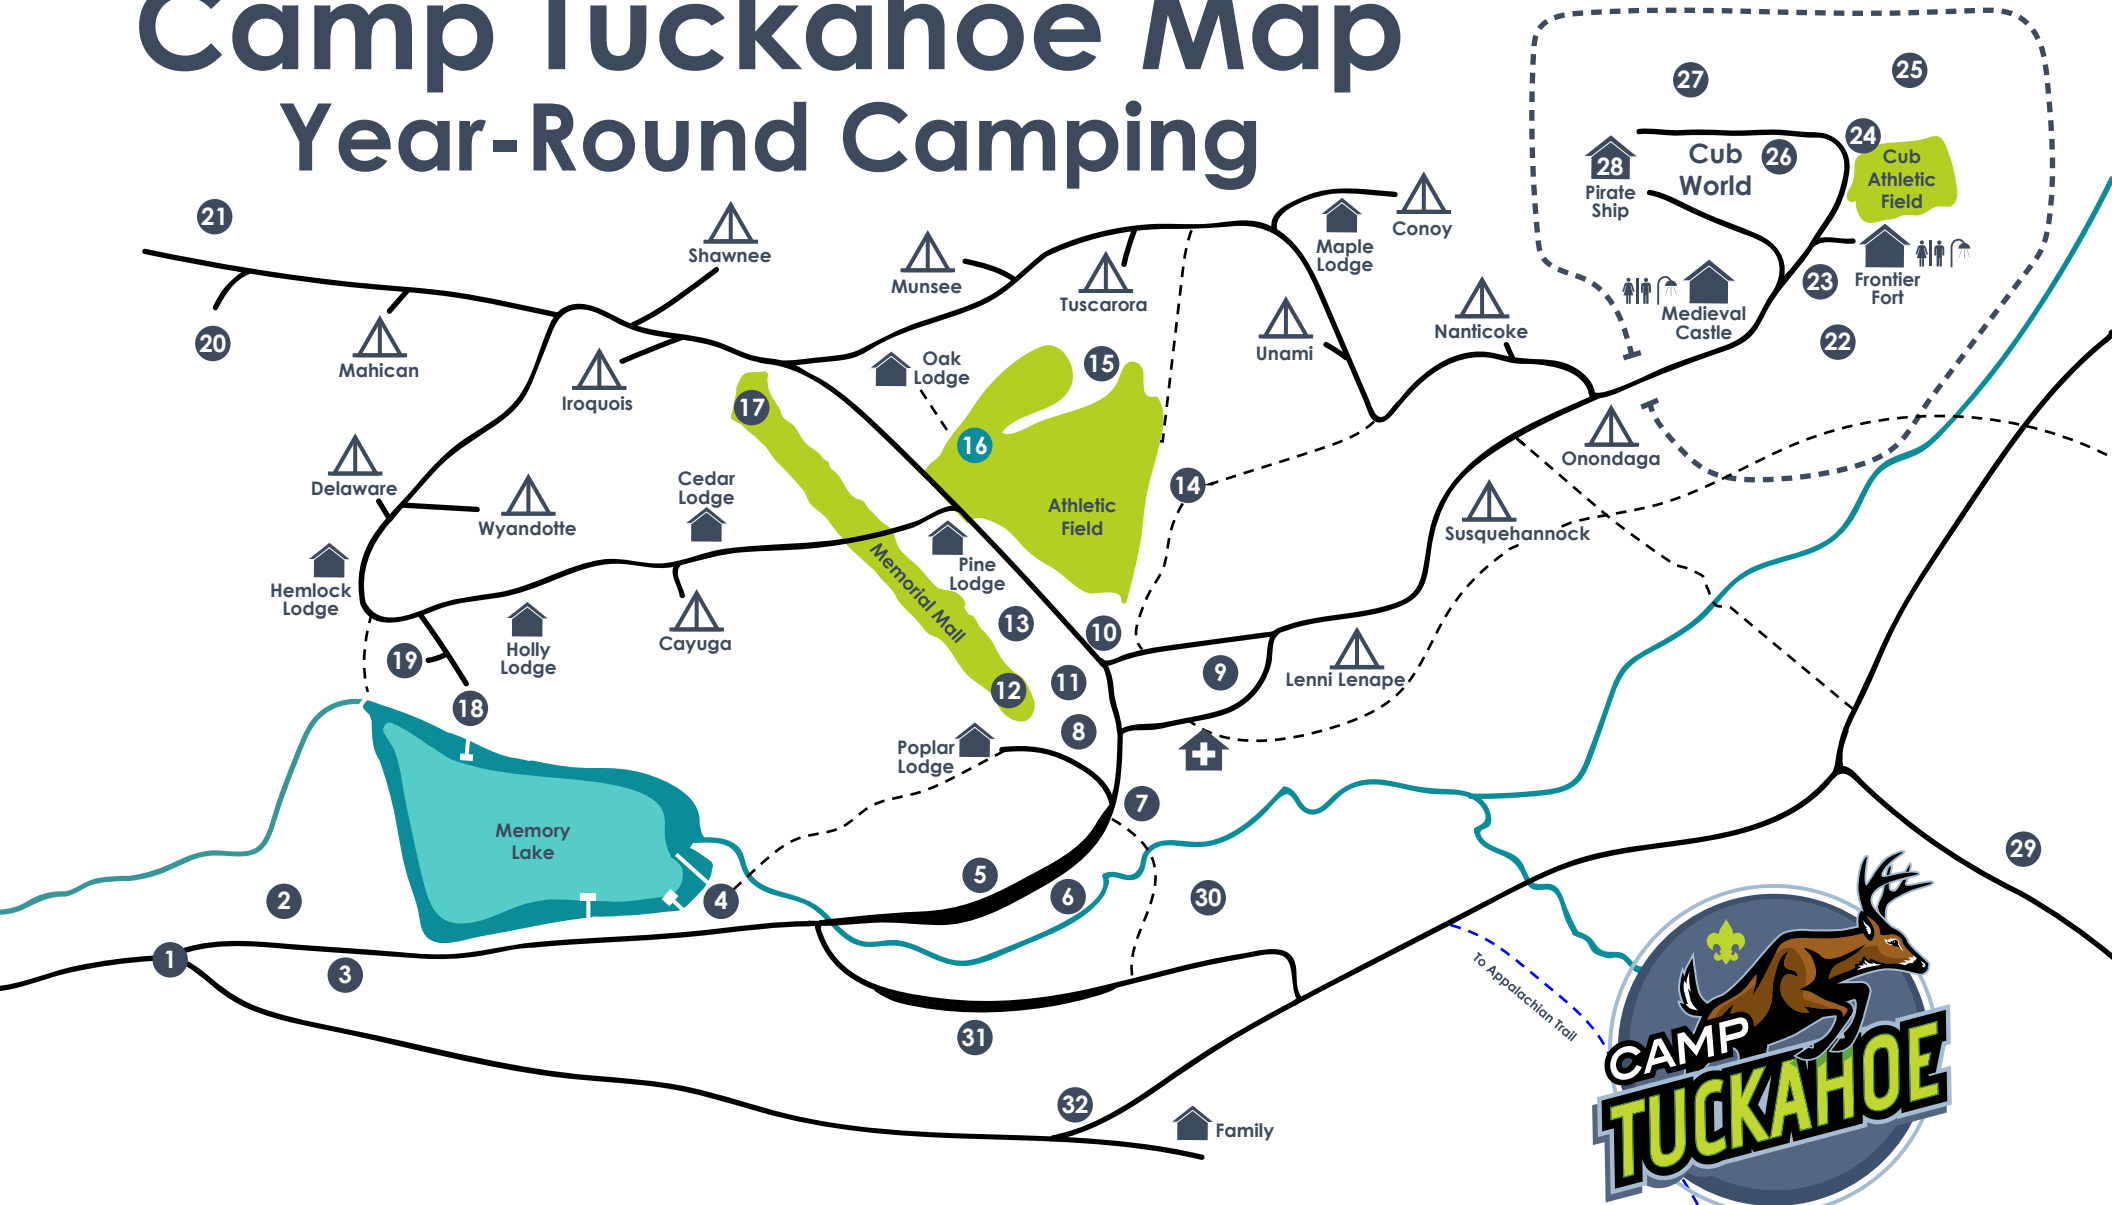 Camp Tuckahoe Map
Year-Round Camping
27
25
24
28
Pirate
Ship
Cub
World
26
Cub
Athletic
Field
21
Shawnee
Munsee
Tuscarora
Maple
Lodge
Conoy
Medieval
Castle
23
Frontier
Fort
22
20
Mahican
Iroquois
17
Oak
Lodge
15
16
Unami
Nanticoke
Onondaga
Delaware
Wyandotte
Cedar
Lodge
Athletic
Field
14
Susquehannock
Hemlock
Lodge
Holly
Lodge
Cayuga
Memorial Mall
Pine
Lodge
13
10
19
18
12
11
9
Lenni Lenape
8
Poplar
Lodge
7
Memory
Lake
2
4
5
6
30
29
1
3
31
To Appalachian Trail
32
Family
CAMP
TUCKAHOE